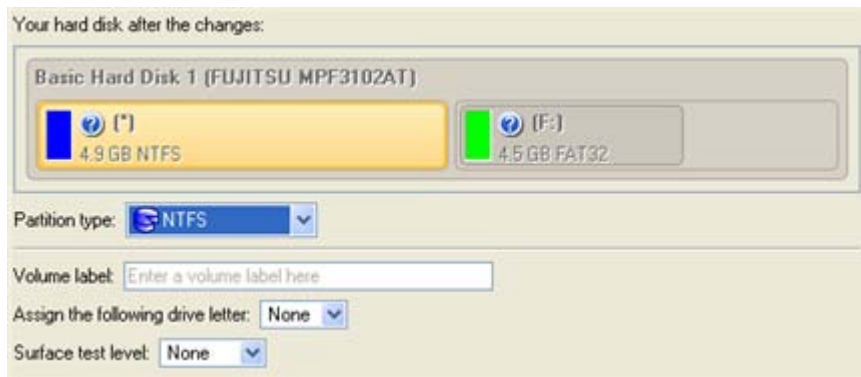 Your hard disk after the changes:
Basic Hard Disk 1 (FUJITSU MPF3102AT)
(*)
4.9 GB NTFS
(F:)
4.5 GB FAT32
Partition type: NTFS
Volume label: Enter a volume label here
Assign the following drive letter: None
Surface test level: None